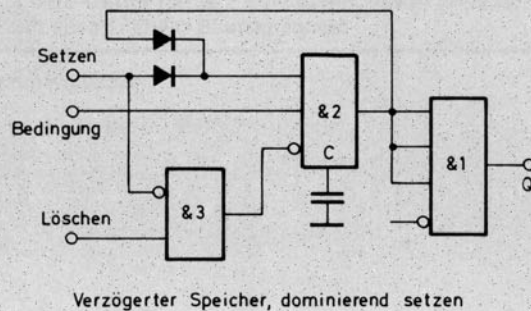 Setzen
Bedingung
&2
C
&1
Q
&3
Löschen
Verzögerter Speicher, dominierend setzen